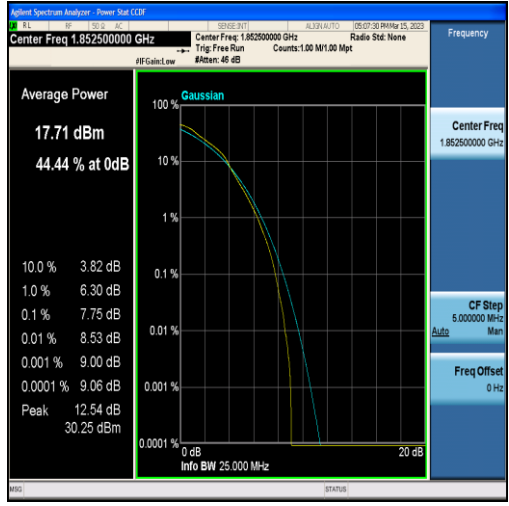 Agilent Spectrum Analyzer - Power Stat CCDF
RL RF 50 Ω AC SENSE:INT ALIGN AUTO 05:07:30 PM Mar 15, 2023
Center Freq 1.852500000 GHz
Center Freq: 1.852500000 GHz Radio Std: None
Trig: Free Run Counts:1.00 M/1.00 Mpt
#IFGain:Low #Atten: 46 dB
Frequency
Average Power
17.71 dBm
44.44 % at 0dB
10.0 % 3.82 dB
1.0 % 6.30 dB
0.1 % 7.75 dB
0.01 % 8.53 dB
0.001 % 9.00 dB
0.0001 % 9.06 dB
Peak 12.54 dB
30.25 dBm
Gaussian
100 %
10 %
1 %
0.1 %
0.01 %
0.001 %
0.0001 %
0 dB 20 dB
Info BW 25.000 MHz
Center Freq
1.852500000 GHz
CF Step
5.000000 MHz
Auto Man
Freq Offset
0 Hz
MSG STATUS